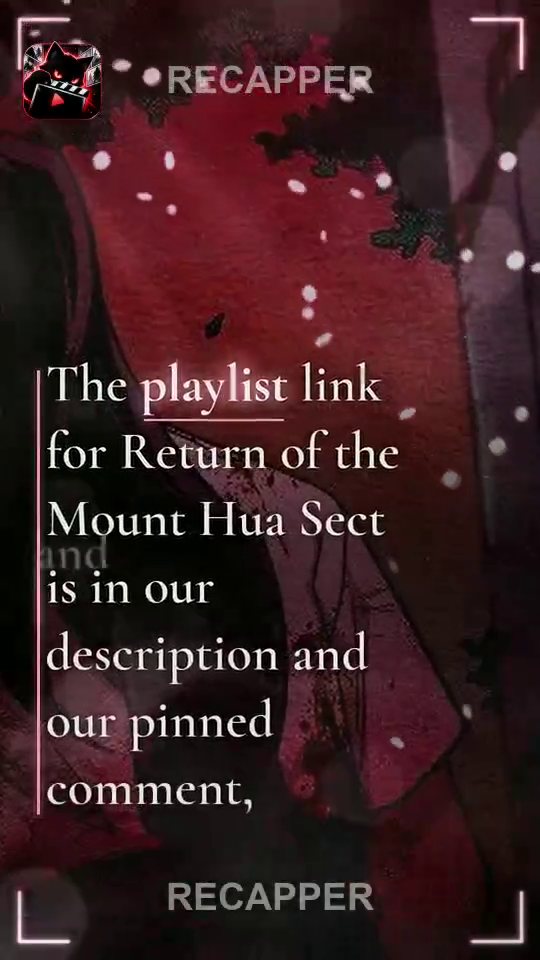 RECAPPER
The playlist link
for Return of the
Mount Hua Sect
and
is in our
description and
our pinned
comment,
RECAPPER